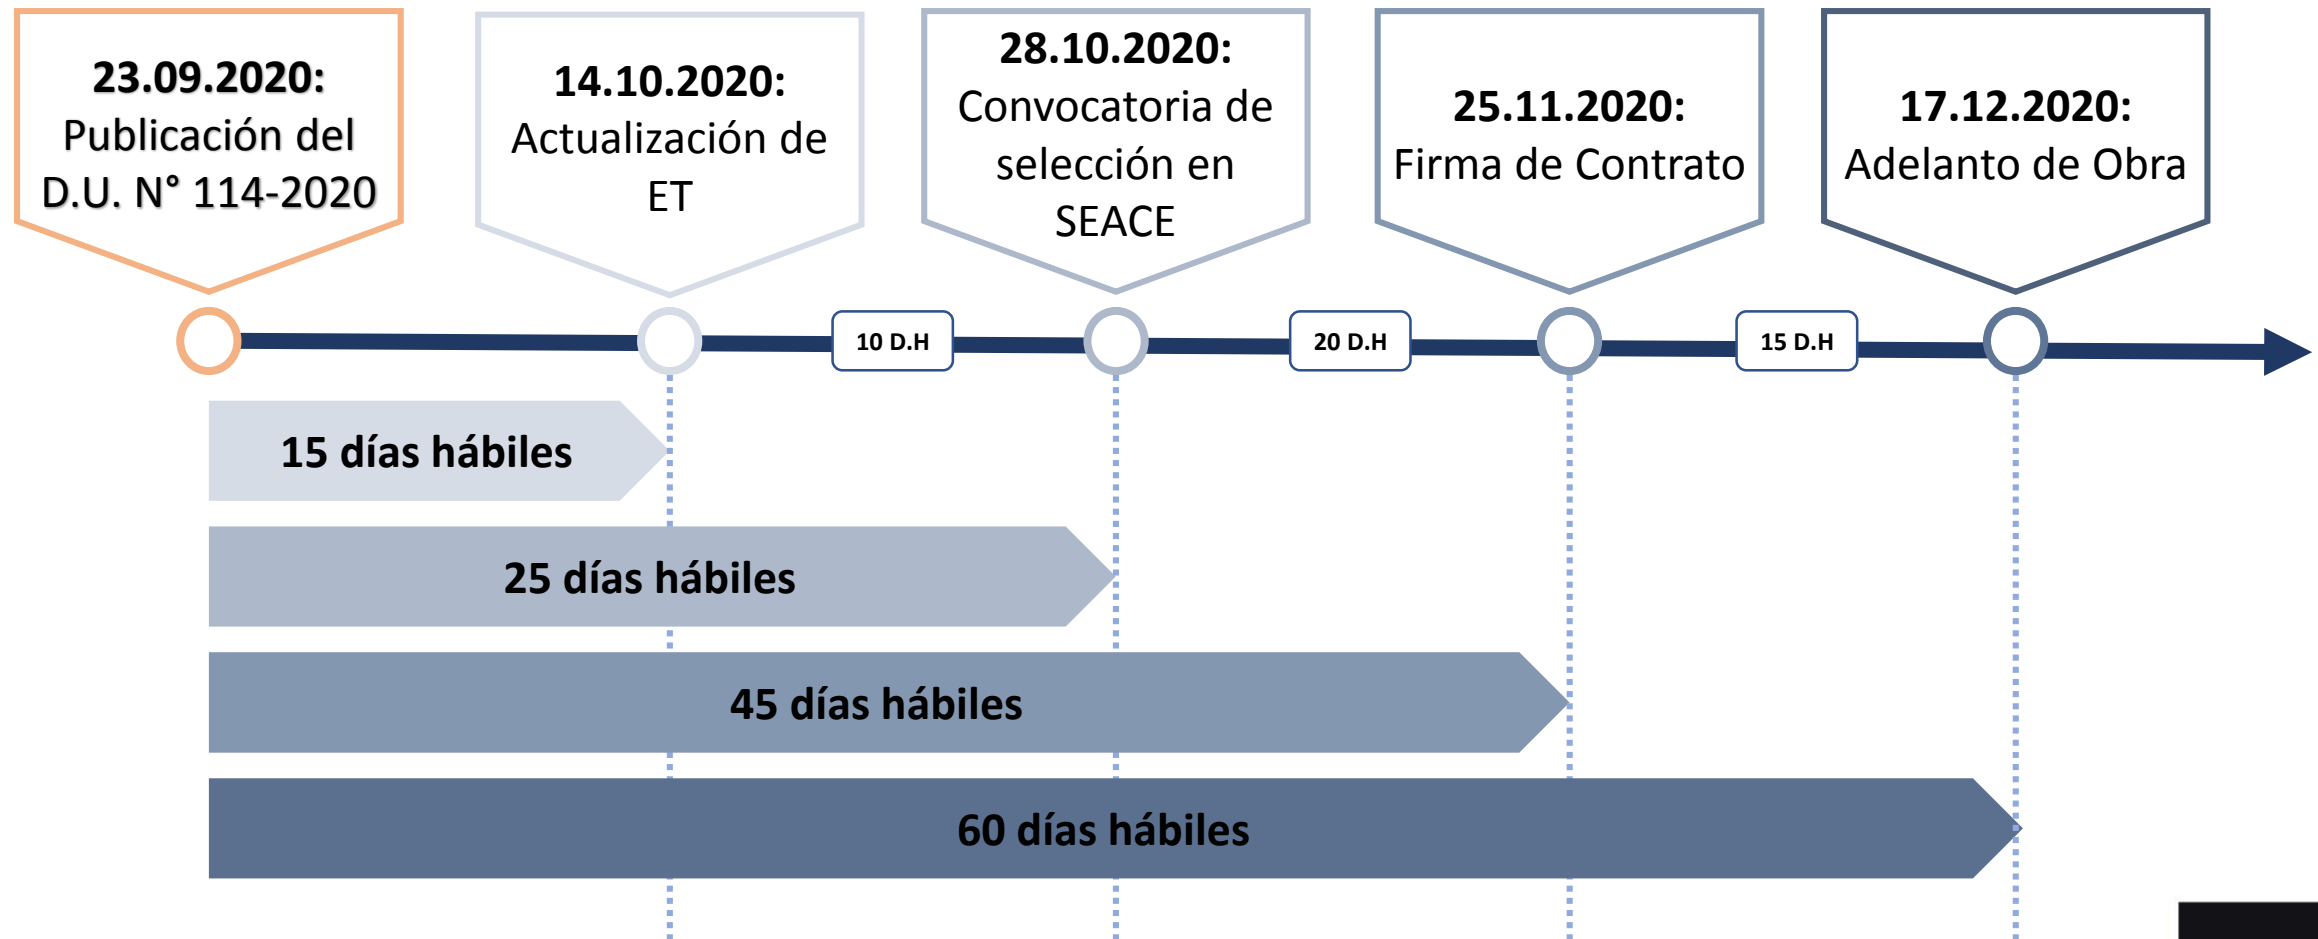 23.09.2020:
Publicación del
D.U. N° 114-2020
14.10.2020:
Actualización de
ET
28.10.2020:
Convocatoria de
selección en
SEACE
25.11.2020:
Firma de Contrato
17.12.2020:
Adelanto de Obra
10 D.H
20 D.H
15 D.H
15 días hábiles
25 días hábiles
45 días hábiles
60 días hábiles